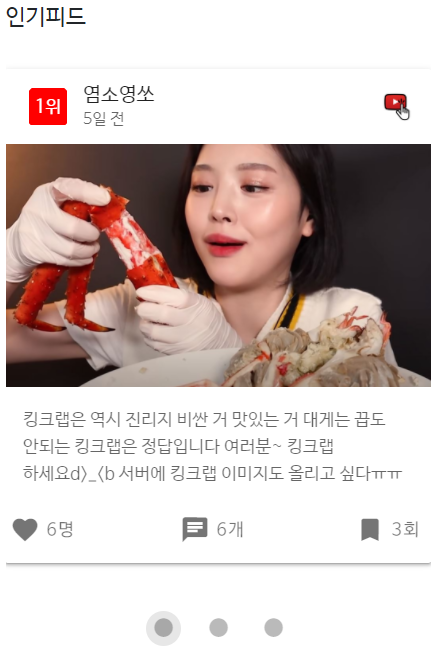 인기피드
1위
염소영쏘
5일 전
킹크랩은 역시 진리지 비싼 거 맛있는 거 대게는 끕도
안되는 킹크랩은 정답입니다 여러분~ 킹크랩
하세요d>_<b 서버에 킹크랩 이미지도 올리고 싶다ㅠㅠ
6명
6개
3회